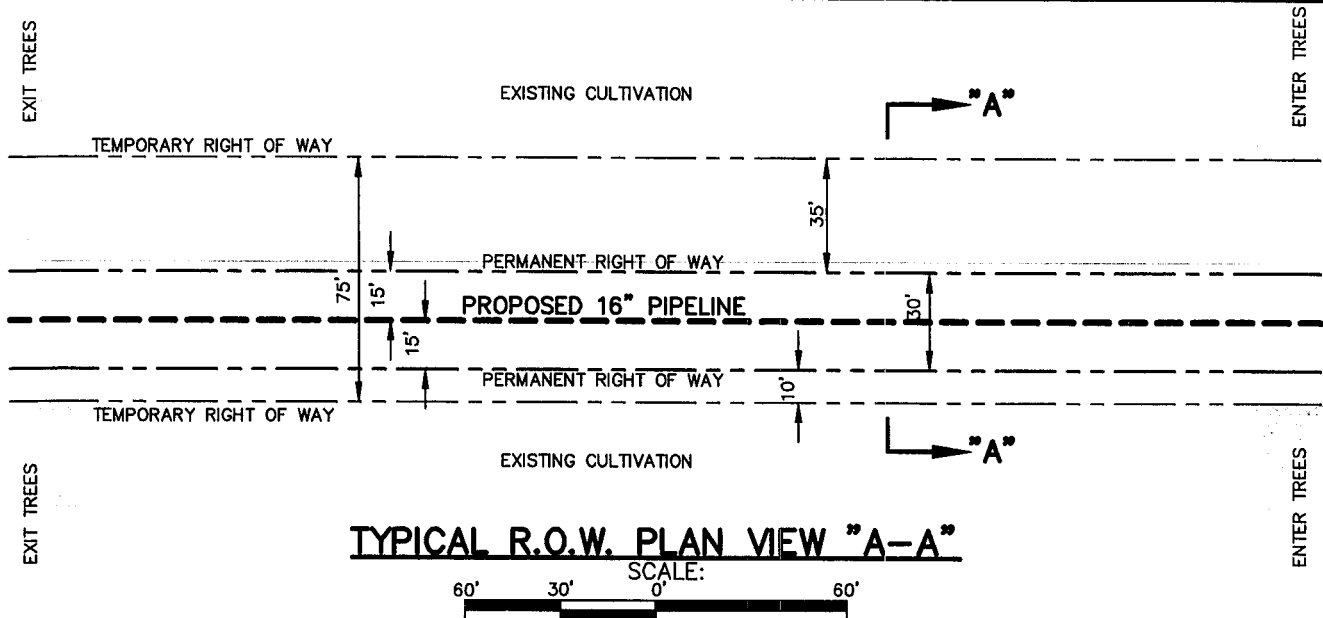 EXIT TREES
ENTER TREES
EXISTING CULTIVATION
"A"
TEMPORARY RIGHT OF WAY
35'
PERMANENT RIGHT OF WAY
75'
15'
PROPOSED 16" PIPELINE
30'
15'
PERMANENT RIGHT OF WAY
10'
TEMPORARY RIGHT OF WAY
"A"
EXISTING CULTIVATION
EXIT TREES
ENTER TREES
TYPICAL R.O.W. PLAN VIEW "A-A"
SCALE:
60' 30' 0' 60'